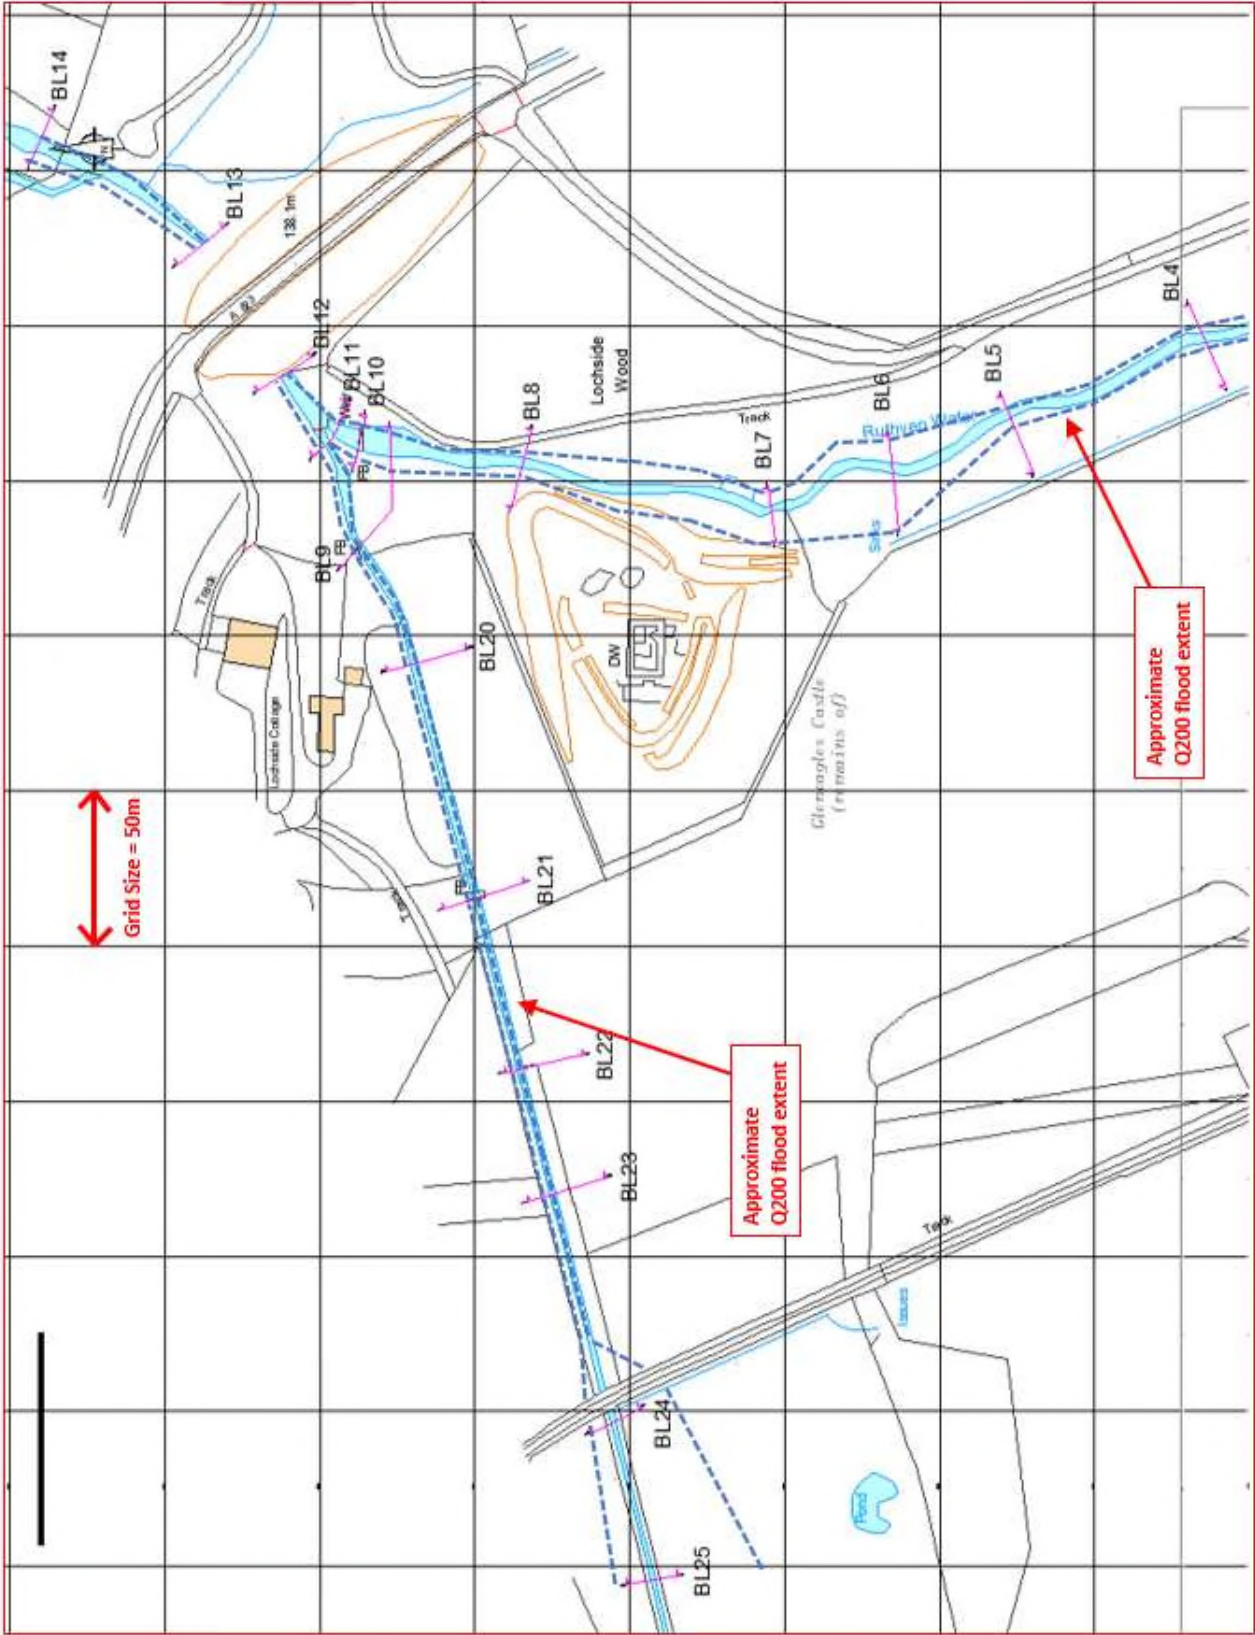 BL14
N
BL13
138.1m
BL12
BL11
Weir
BL10
FB
BL8
Lochside
Wood
Track
BL7
BL6
Ruthven Water
BL5
BL4
Sinks
BL9
FB
Track
BL20
DW
Lochside Cottage
Gleneagles Castle
(remains of)
Approximate
Q200 flood extent
Grid Size = 50m
FB
BL21
Track
BL22
Approximate
Q200 flood extent
BL23
Track
Issues
BL24
Pond
BL25